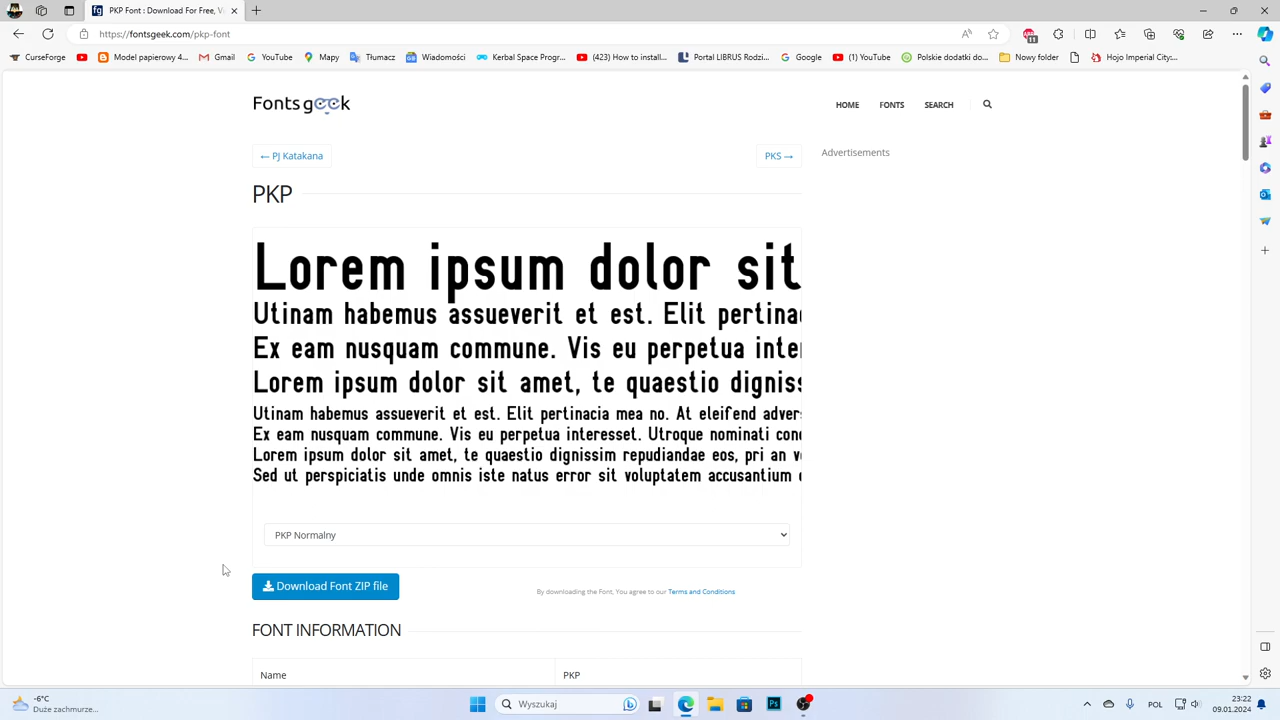 PKP Font Download For Free, V
https://fontsgeek.com/pkp-font
CurseForge
Model papierowy 4...
Gmail
YouTube
Mapy
Tłumacz
Wiadomości
Kerbal Space Progr...
(423) How to install...
Portal LIBRUS Rodzi...
Google
(1) YouTube
Polskie dodatki do...
Nowy folder
Hojo Imperial City:...
Fonts geek
HOME
FONTS
SEARCH
← PJ Katakana
PKS →
Advertisements
PKP
Lorem ipsum dolor sit
Utinam habemus assueverit et est. Elit pertina
Ex eam nusquam commune. Vis eu perpetua inte
Lorem ipsum dolor sit amet, te quaestio digniss
Utinam habemus assueverit et est. Elit pertinacia mea no. At eleifend advers
Ex eam nusquam commune. Vis eu perpetua interesset. Utroque nominati conc
Lorem ipsum dolor sit amet, te quaestio dignissim repudiandae eos, pri an v
Sed ut perspiciatis unde omnis iste natus error sit voluptatem accusantium
PKP Normalny
Download Font ZIP file
By downloading the Font, You agree to our Terms and Conditions.
FONT INFORMATION
Name
PKP
-6°C
Duże zachmurze...
Wyszukaj
Ps
POL
23:22
09.01.2024